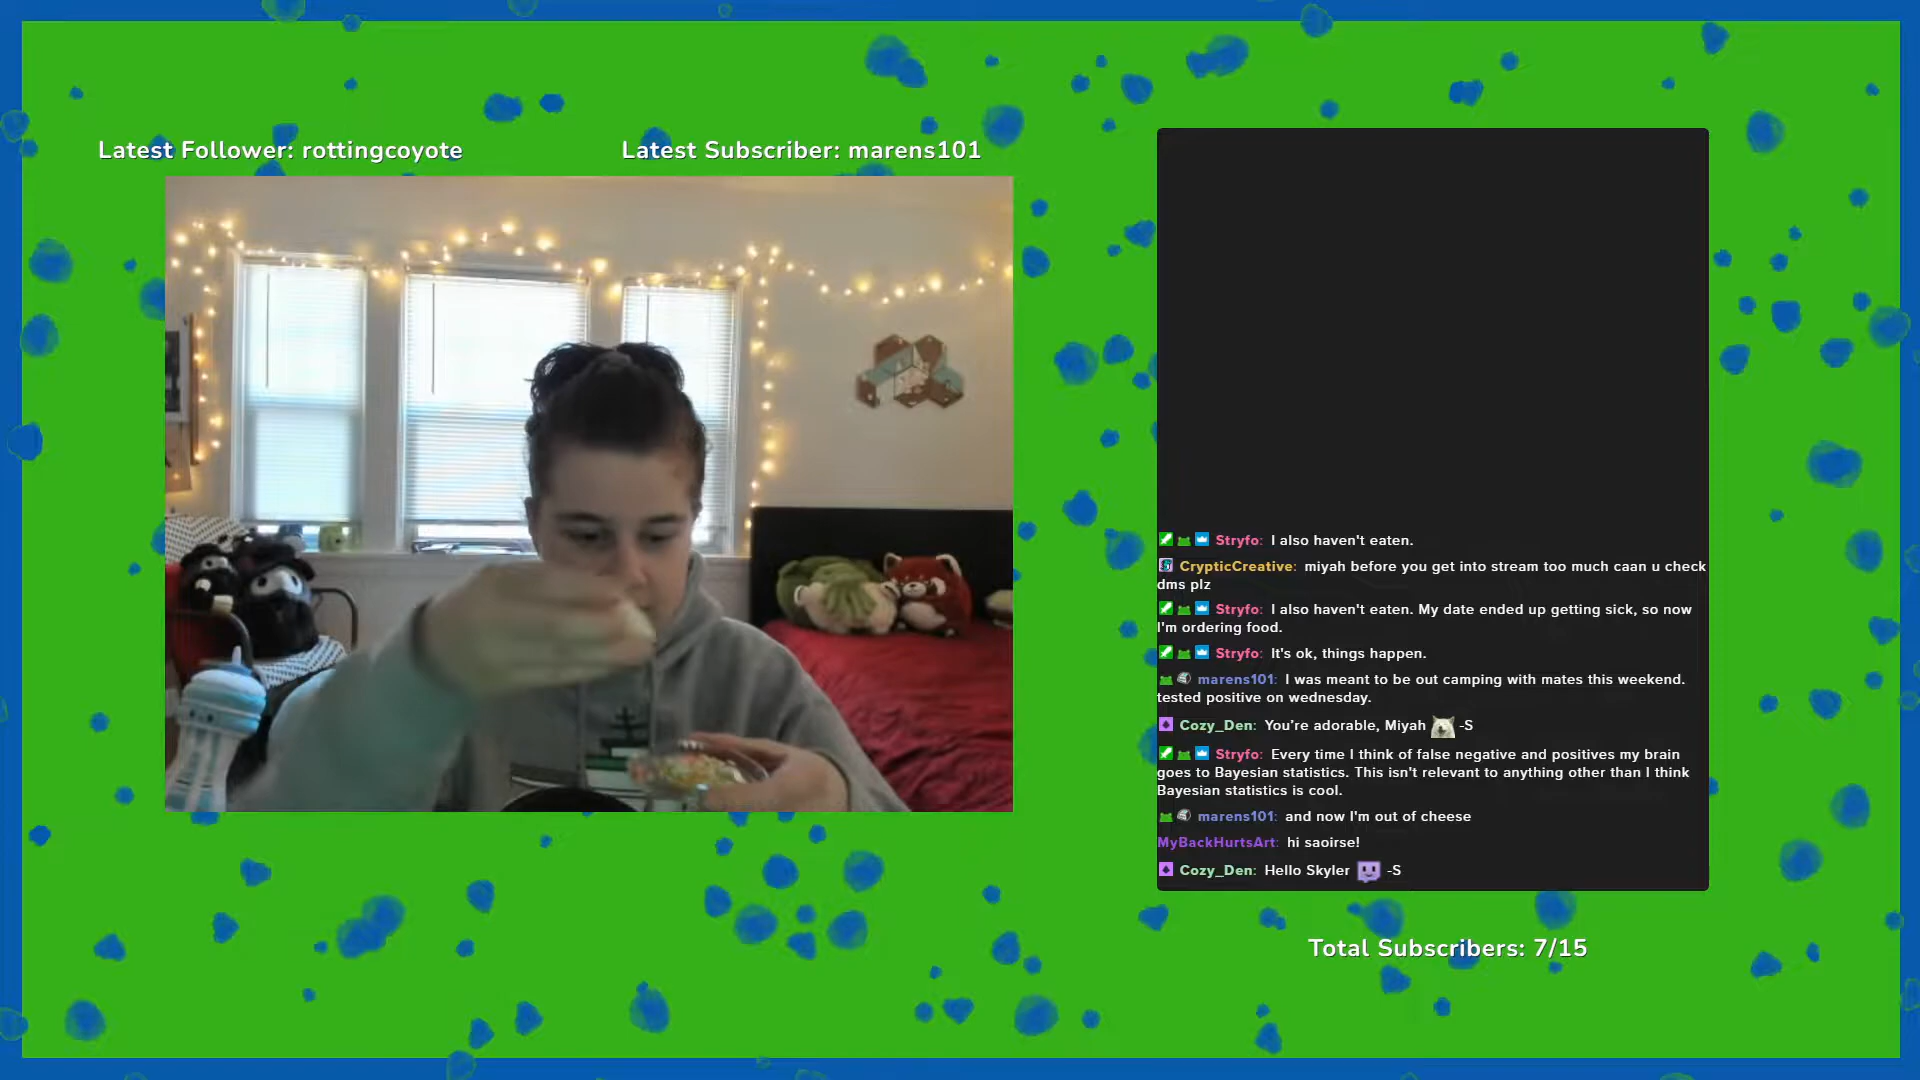 Latest Follower: rottingcoyote
Latest Subscriber: marens101
Stryfo: I also haven't eaten.
CrypticCreative: miyah before you get into stream too much caan u check
dms plz
Stryfo: I also haven't eaten. My date ended up getting sick, so now
I'm ordering food.
Stryfo: It's ok, things happen.
marens101: I was meant to be out camping with mates this weekend.
tested positive on wednesday.
Cozy_Den: You're adorable, Miyah -S
Stryfo: Every time I think of false negative and positives my brain
goes to Bayesian statistics. This isn't relevant to anything other than I think
Bayesian statistics is cool.
marens101: and now I'm out of cheese
MyBackHurtsArt: hi saoirse!
Cozy_Den: Hello Skyler -S
Total Subscribers: 7/15